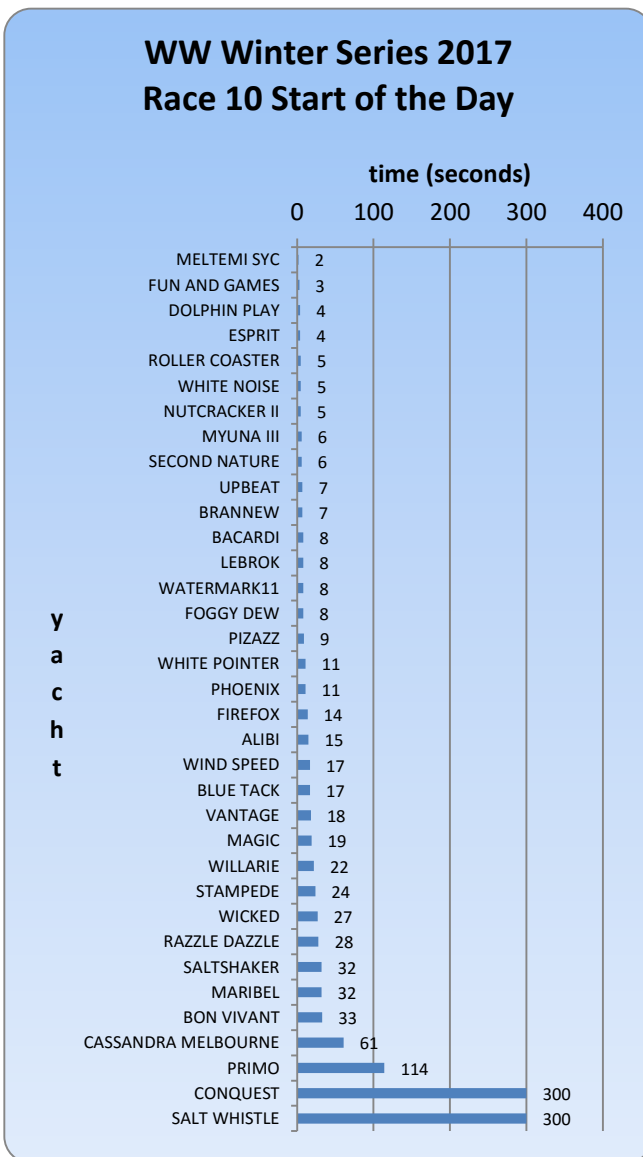 WW Winter Series 2017
Race 10 Start of the Day
time (seconds)
0 100 200 300 400
MELTEMI SYC 2
FUN AND GAMES 3
DOLPHIN PLAY 4
ESPRIT 4
ROLLER COASTER 5
WHITE NOISE 5
NUTCRACKER II 5
MYUNA III 6
SECOND NATURE 6
UPBEAT 7
BRANNEW 7
BACARDI 8
LEBROK 8
WATERMARK11 8
FOGGY DEW 8
PIZAZZ 9
WHITE POINTER 11
PHOENIX 11
FIREFOX 14
ALIBI 15
WIND SPEED 17
BLUE TACK 17
VANTAGE 18
MAGIC 19
WILLARIE 22
STAMPEDE 24
WICKED 27
RAZZLE DAZZLE 28
SALTSHAKER 32
MARIBEL 32
BON VIVANT 33
CASSANDRA MELBOURNE 61
PRIMO 114
CONQUEST 300
SALT WHISTLE 300
yacht